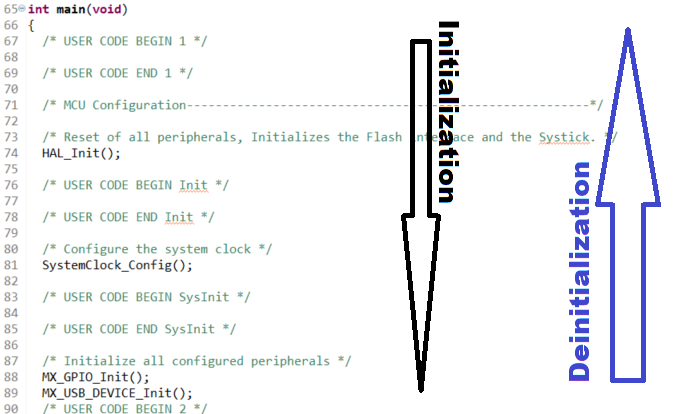 65 int main(void)
66 {
67 /* USER CODE BEGIN 1 */
68
69 /* USER CODE END 1 */
70
71 /* MCU Configuration--------------------------------------------------------*/
72
73 /* Reset of all peripherals, Initializes the Flash Interface and the Systick. */
74 HAL_Init();
75
76 /* USER CODE BEGIN Init */
77
78 /* USER CODE END Init */
79
80 /* Configure the system clock */
81 SystemClock_Config();
82
83 /* USER CODE BEGIN SysInit */
84
85 /* USER CODE END SysInit */
86
87 /* Initialize all configured peripherals */
88 MX_GPIO_Init();
89 MX_USB_DEVICE_Init();
90 /* USER CODE BEGIN 2 */
Initialization
Deinitialization